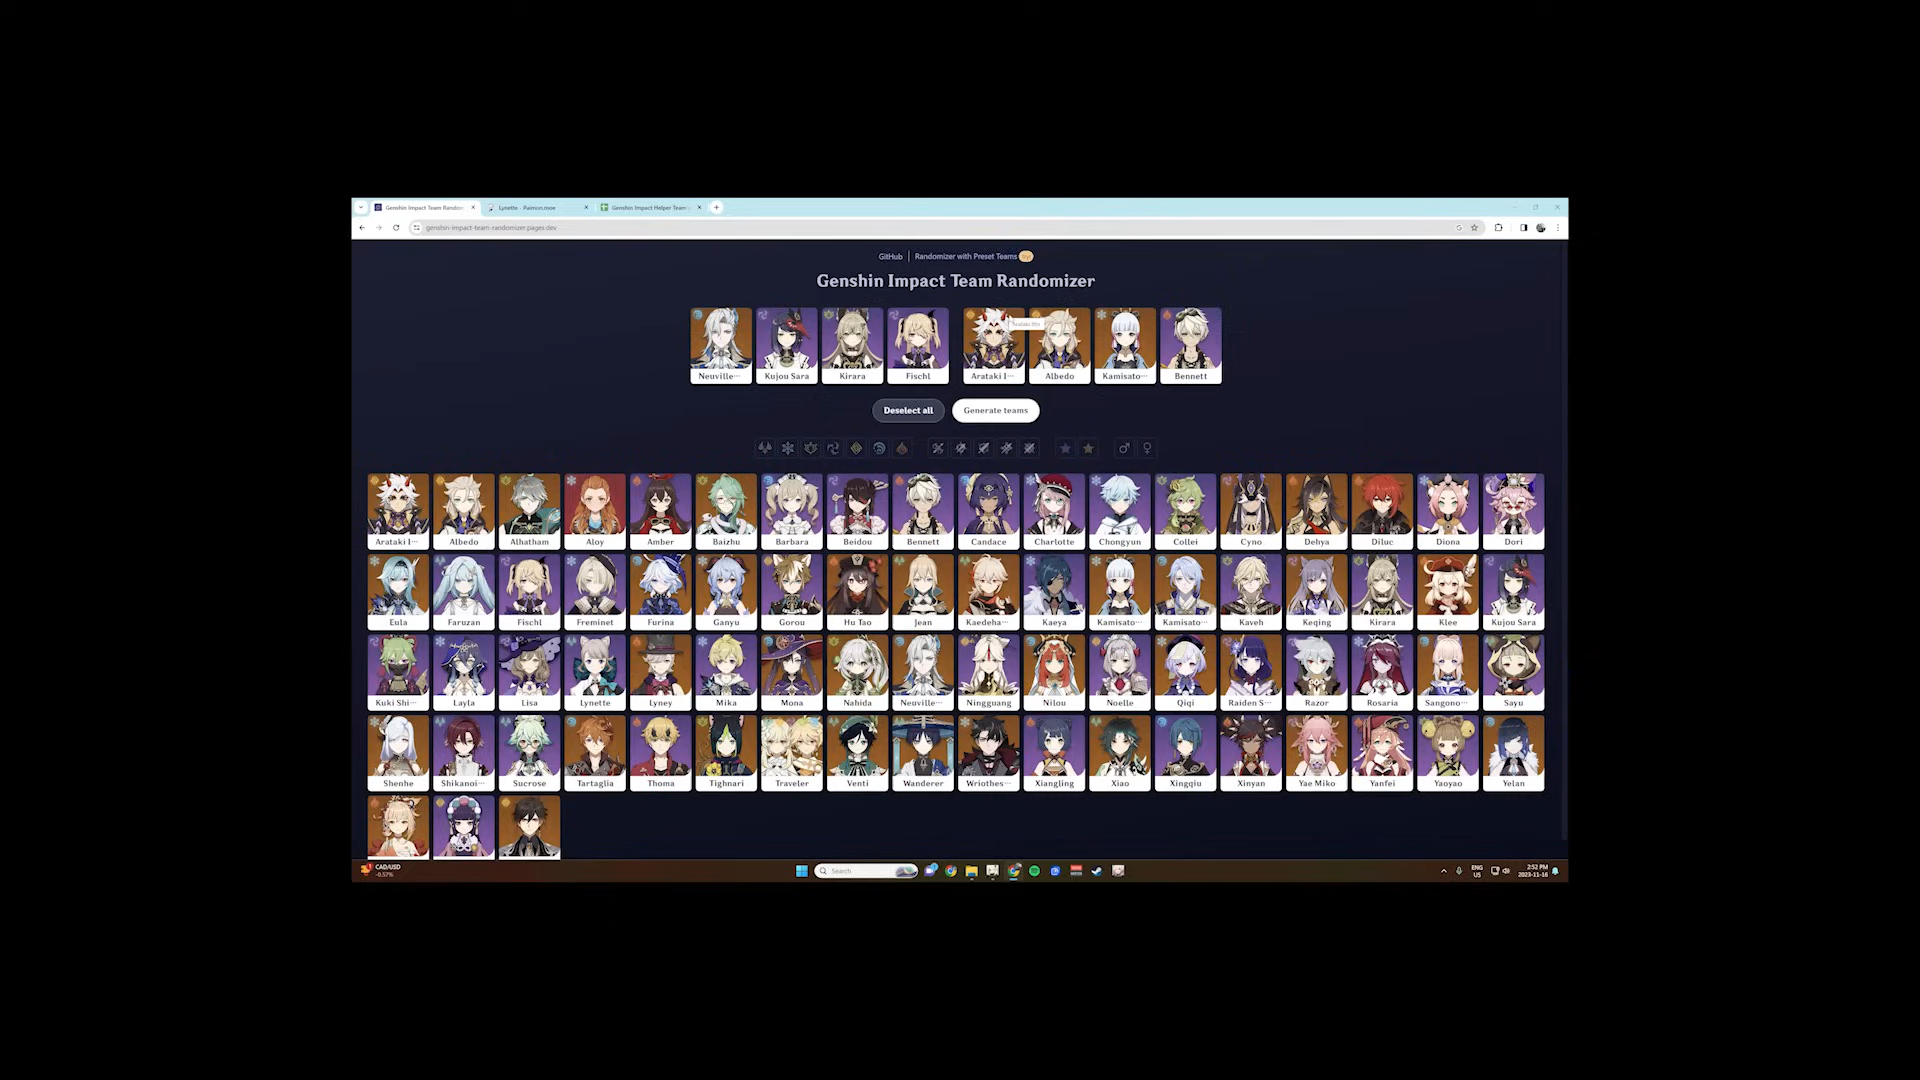 Genshin Impact Team Randor
Lynette - Paimon.moe
Genshin Impact Helper Team
genshin-impact-team-randomizer.pages.dev
GitHub
Randomizer with Preset Teams
Genshin Impact Team Randomizer
Neuville⋯ Kujou Sara Kirara Fischl Arataki I⋯ Albedo Kamisato⋯ Bennett
Deselect all Generate teams
Arataki I⋯ Albedo Alhatham Aloy Amber Baizhu Barbara Beidou Bennett Candace Charlotte Chongyun Collei Cyno Dehya Diluc Diona Dori
Eula Faruzan Fischl Freminet Furina Ganyu Gorou Hu Tao Jean Kaedeha⋯ Kaeya Kamisato⋯ Kamisato⋯ Kaveh Keqing Kirara Klee Kujou Sara
Kuki Shi⋯ Layla Lisa Lynette Lyney Mika Mona Nahida Neuville⋯ Ningguang Nilou Noelle Qiqi Raiden S⋯ Razor Rosaria Sangono⋯ Sayu
Shenhe Shikanoi⋯ Sucrose Tartaglia Thoma Tighnari Traveler Venti Wanderer Wriothes⋯ Xiangling Xiao Xingqiu Xinyan Yae Miko Yanfei Yaoyao Yelan
CAD/USD
-0.57%
Search
ENG
US
2:52 PM
2023-11-16